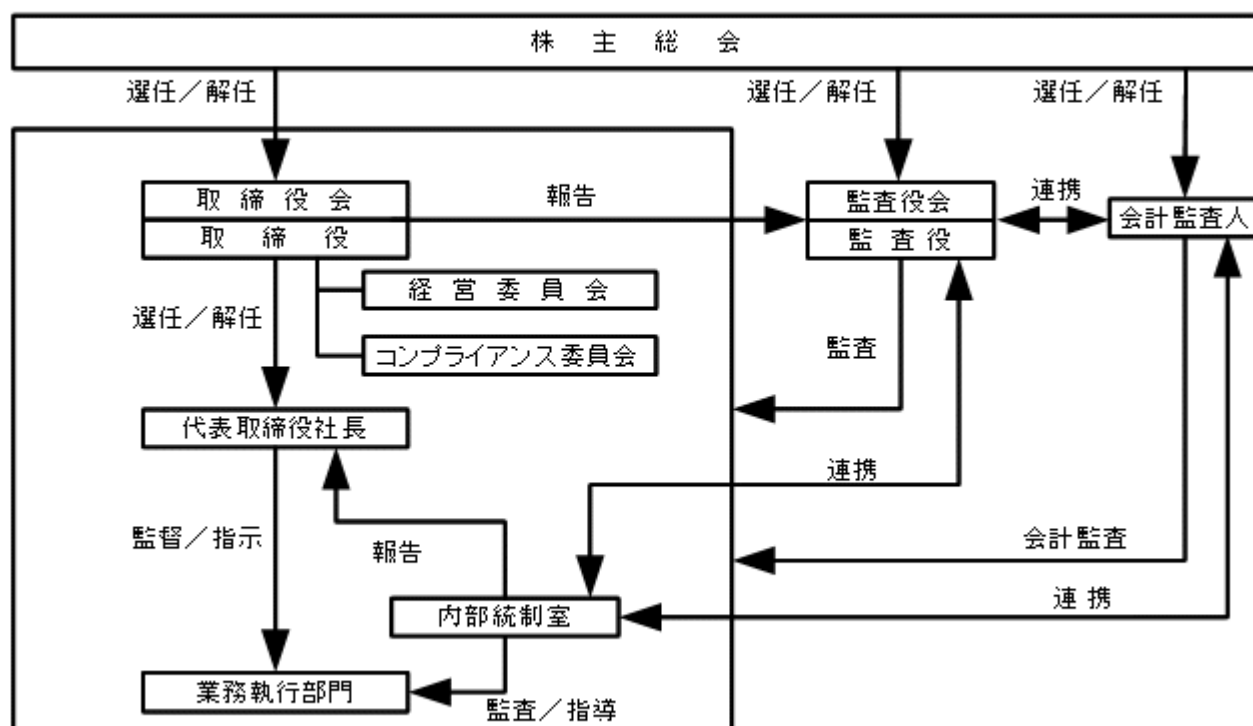 株主総会
選任／解任
選任／解任
選任／解任
取締役会
報告
監査役会
連携
会計監査人
取締役
監査役
経営委員会
選任／解任
コンプライアンス委員会
監査
代表取締役社長
連携
監督／指示
報告
会計監査
内部統制室
連携
業務執行部門
監査／指導